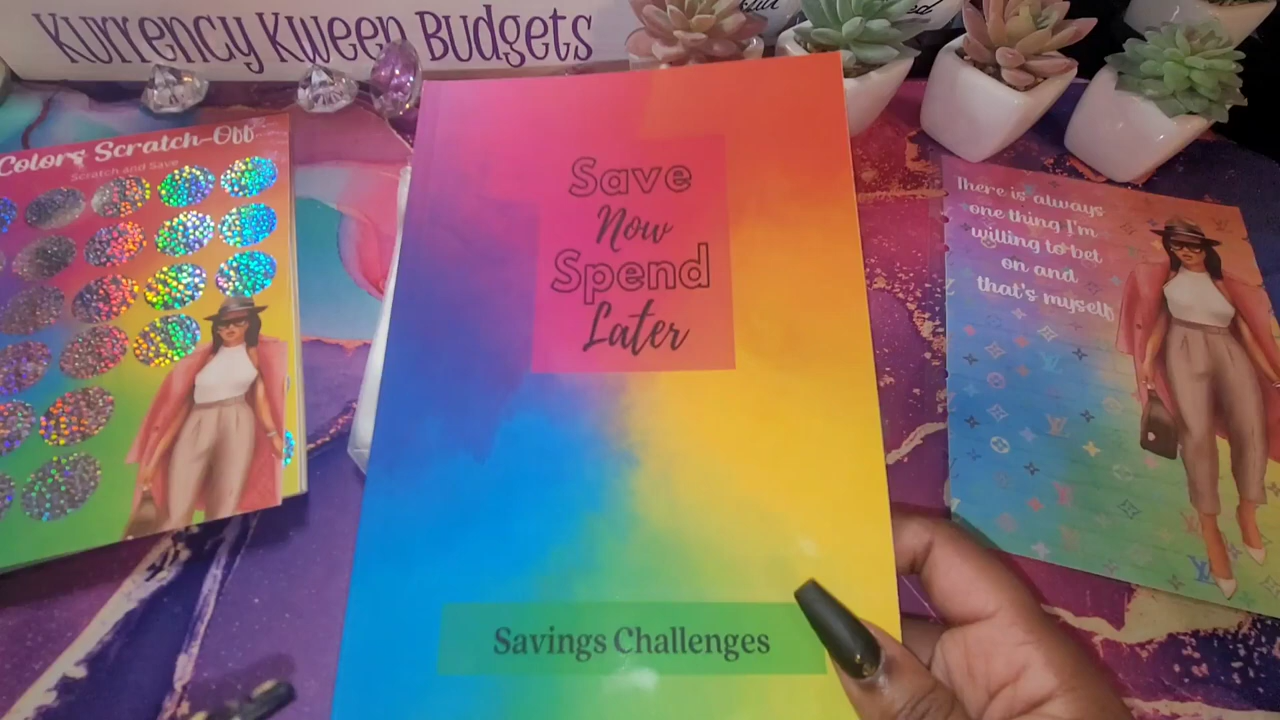 Kurrency Kween Budgets
Colors Scratch-Off
Scratch and Save
Save
Now
Spend
Later
Savings Challenges
There is always
one thing I'm
willing to bet
on and
that's myself